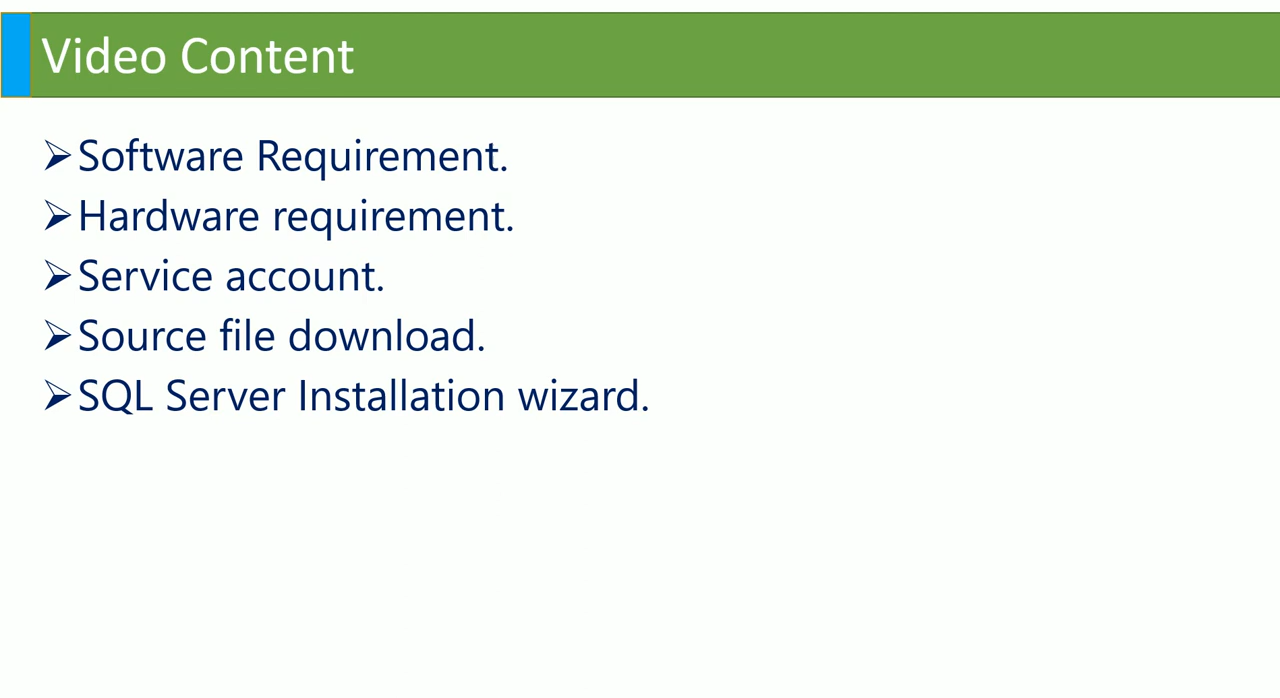 Video Content
➢Software Requirement.
➢Hardware requirement.
➢Service account.
➢Source file download.
➢SQL Server Installation wizard.